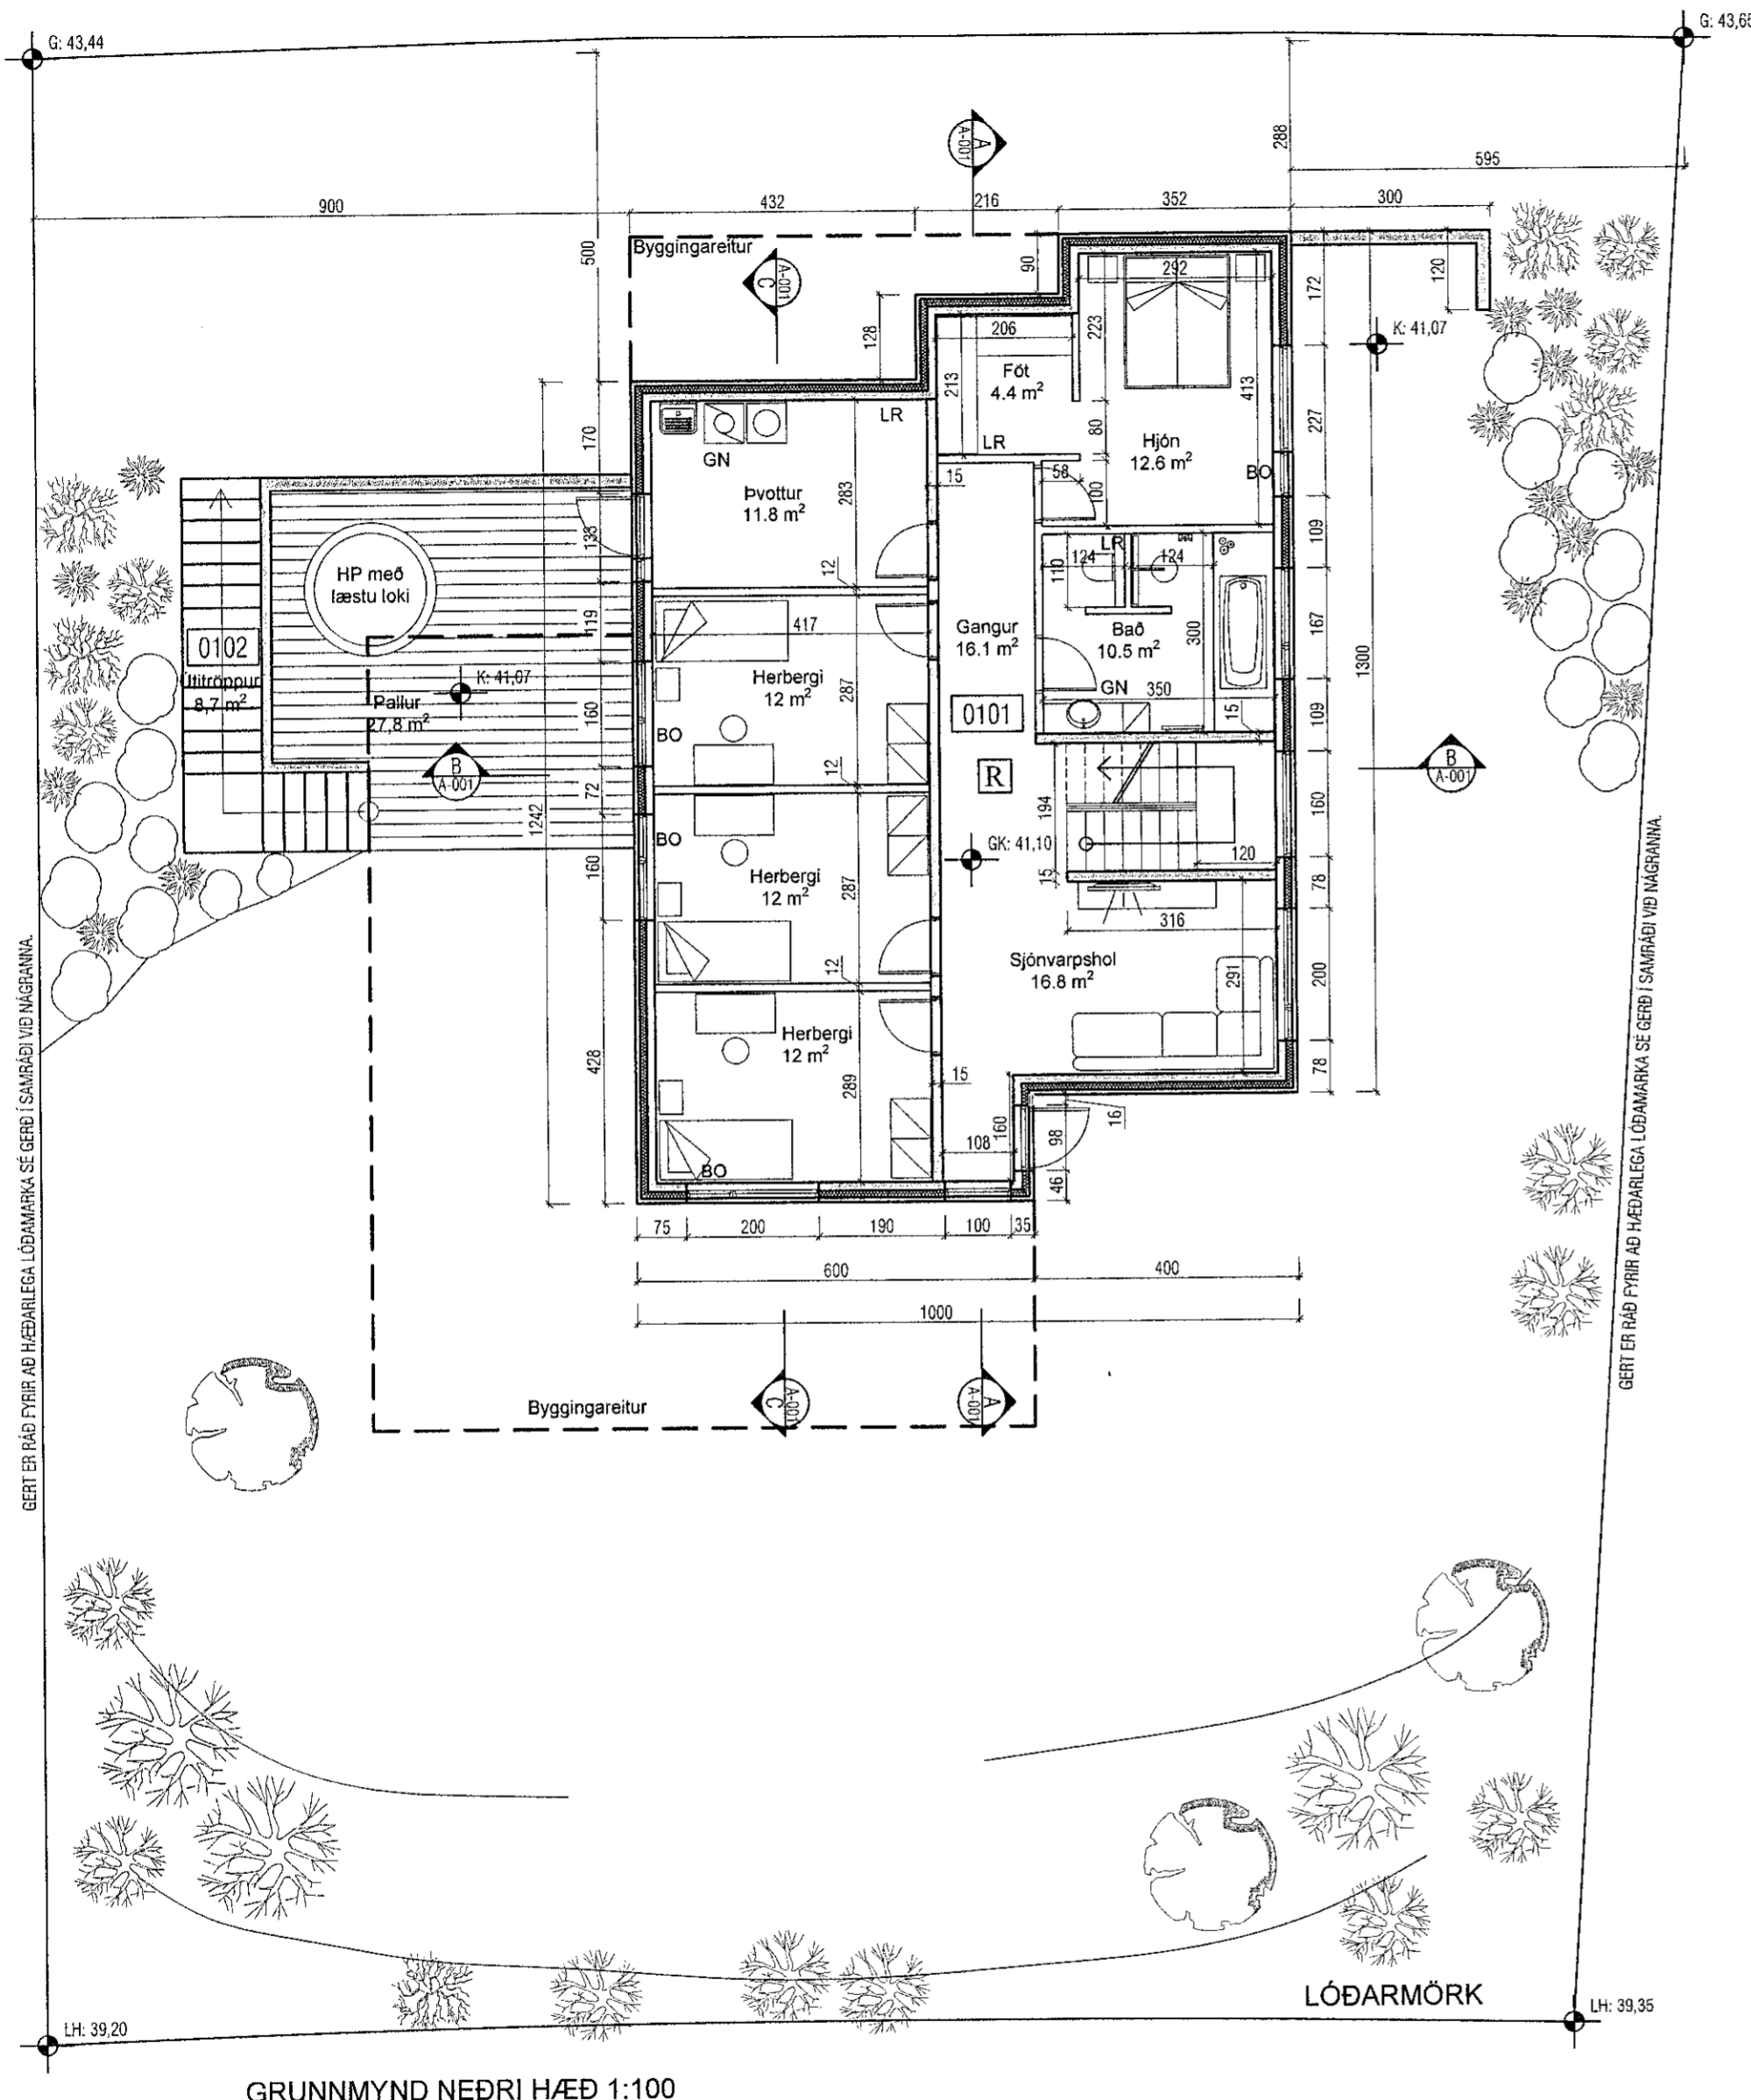 G: 43,44
G: 43,65
288
595
900
432
216
352
300
Byggingareitur
500
A
A-001
C
A-001
90
120
172
292
128
K: 41,07
206
223
213
Föt
4.4 m²
413
227
LR
80
LR
Hjón
12.6 m²
GN
BO
170
58
15
100
Þvottur
11.8 m²
283
109
133
LR
124
124
110
12
HP með
læstu loki
119
417
Gangur
16.1 m²
Bað
10.5 m²
300
167
1300
0102
Útitröppur
8,7 m²
K: 41,07
Pallur
27,8 m²
Herbergi
12 m²
287
GN
350
160
0101
15
109
BO
B
A-001
12
R
B
A-001
72
1242
194
160
BO
GK: 41,10
120
160
15
78
Herbergi
12 m²
287
316
Sjónvarpshol
16.8 m²
291
200
12
Herbergi
12 m²
428
289
15
78
16
160
98
108
BO
46
75
200
190
100
35
600
400
1000
Byggingareitur
C
A-001
A
A-001
GERT ER RÁÐ FYRIR AÐ HÆÐARLEGA LÓÐAMARKA SÉ GERÐ Í SAMRÁÐI VIÐ NÁGRANNA.
GERT ER RÁÐ FYRIR AÐ HÆÐARLEGA LÓÐAMARKA SÉ GERÐ Í SAMRÁÐI VIÐ NÁGRANNA.
LÓÐARMÖRK
LH: 39,20
LH: 39,35
GRUNNMYND NEÐRI HÆÐ 1:100